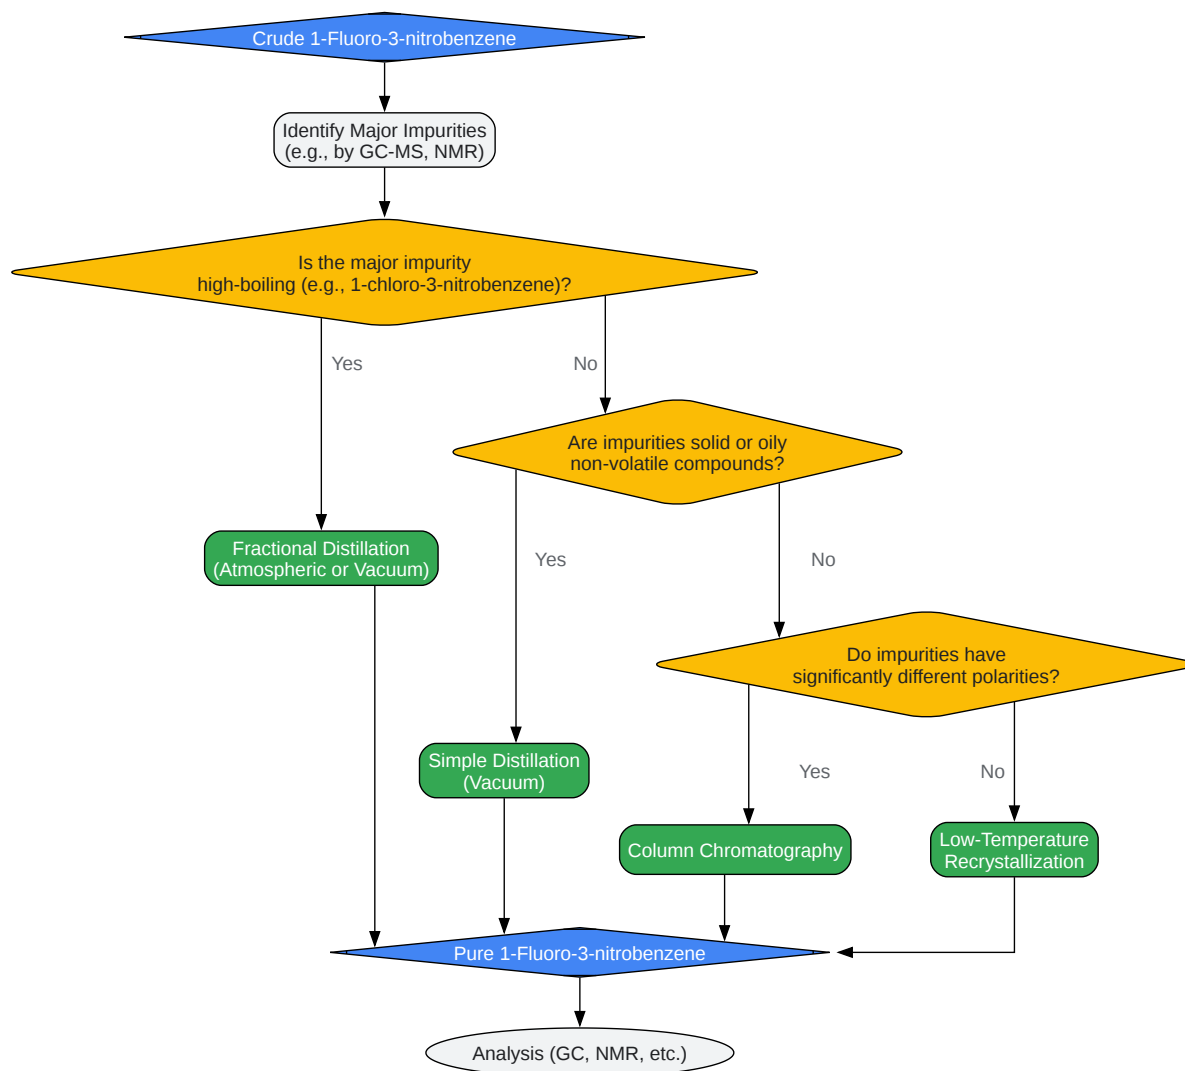 Crude 1-Fluoro-3-nitrobenzene
Identify Major Impurities
(e.g., by GC-MS, NMR)
Is the major impurity
high-boiling (e.g., 1-chloro-3-nitrobenzene)?
Yes
No
Are impurities solid or oily
non-volatile compounds?
Fractional Distillation
(Atmospheric or Vacuum)
Yes
No
Do impurities have
significantly different polarities?
Simple Distillation
(Vacuum)
Yes
No
Column Chromatography
Low-Temperature
Recrystallization
Pure 1-Fluoro-3-nitrobenzene
Analysis (GC, NMR, etc.)